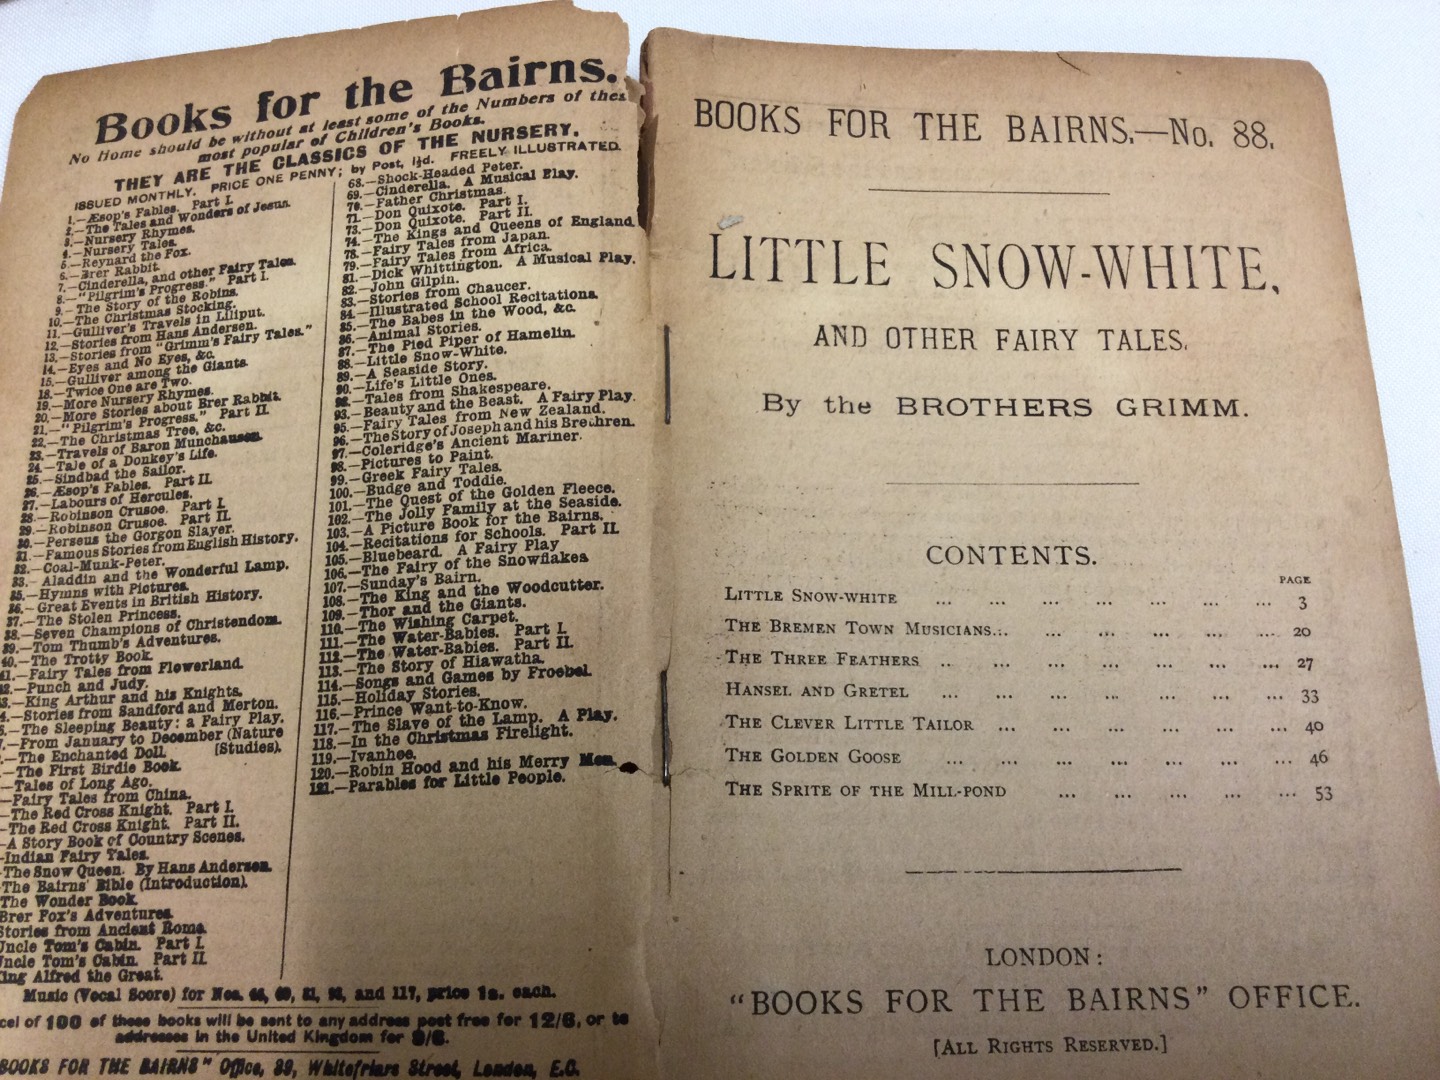 Books for the Bairns.
No Home should be without at least some of the Numbers of these
most popular of Children's Books.
THEY ARE THE CLASSICS OF THE NURSERY.
ISSUED MONTHLY. PRICE ONE PENNY; by Post, 1½d. FREELY ILLUSTRATED.
1.—Æsop's Fables. Part I.
2.—The Tales and Wonders of Jesus.
3.—Nursery Rhymes.
4.—Nursery Tales.
5.—Reynard the Fox.
6.—Brer Rabbit.
7.—Cinderella, and other Fairy Tales.
8.—"Pilgrim's Progress." Part I.
9.—The Story of the Robins.
10.—The Christmas Stocking.
11.—Gulliver's Travels in Liliput.
12.—Stories from Hans Andersen.
13.—Stories from "Grimm's Fairy Tales."
14.—Eyes and No Eyes, &c.
15.—Gulliver among the Giants.
18.—Twice One are Two.
19.—More Nursery Rhymes.
20.—More Stories about Brer Rabbit.
21.—"Pilgrim's Progress." Part II.
22.—The Christmas Tree, &c.
23.—Travels of Baron Munchausen.
24.—Tale of a Donkey's Life.
25.—Sindbad the Sailor.
26.—Æsop's Fables. Part II.
27.—Labours of Hercules.
28.—Robinson Crusoe. Part I.
29.—Robinson Crusoe. Part II.
30.—Perseus the Gorgon Slayer.
31.—Famous Stories from English History.
32.—Coal-Munk-Peter.
33.—Aladdin and the Wonderful Lamp.
35.—Hymns with Pictures.
36.—Great Events in British History.
37.—The Stolen Princess.
38.—Seven Champions of Christendom.
39.—Tom Thumb's Adventures.
40.—The Trotty Book.
41.—Fairy Tales from Flowerland.
42.—Punch and Judy.
3.—King Arthur and his Knights.
4.—Stories from Sandford and Merton.
.—The Sleeping Beauty: a Fairy Play.
.—From January to December (Nature
.—The Enchanted Doll. [Studies).
.—The First Birdie Book.
—Tales of Long Ago.
—Fairy Tales from China.
—The Red Cross Knight. Part I.
—The Red Cross Knight. Part II.
—A Story Book of Country Scenes.
—Indian Fairy Tales.
The Snow Queen. By Hans Andersen.
The Bairns' Bible (Introduction).
The Wonder Book.
Brer Fox's Adventures.
Stories from Ancient Rome.
Uncle Tom's Cabin. Part I.
Uncle Tom's Cabin. Part II.
King Alfred the Great.
68.—Shock-Headed Peter.
69.—Cinderella. A Musical Play.
70.—Father Christmas.
71.—Don Quixote. Part I.
73.—Don Quixote. Part II.
74.—The Kings and Queens of England.
78.—Fairy Tales from Japan.
79.—Fairy Tales from Africa.
81.—Dick Whittington. A Musical Play.
82.—John Gilpin.
83.—Stories from Chaucer.
84.—Illustrated School Recitations.
85.—The Babes in the Wood, &c.
86.—Animal Stories.
87.—The Pied Piper of Hamelin.
88.—Little Snow-White.
89.—A Seaside Story.
90.—Life's Little Ones.
92.—Tales from Shakespeare.
93.—Beauty and the Beast. A Fairy Play.
95.—Fairy Tales from New Zealand.
96.—The Story of Joseph and his Brethren.
97.—Coleridge's Ancient Mariner.
98.—Pictures to Paint.
99.—Greek Fairy Tales.
100.—Budge and Toddie.
101.—The Quest of the Golden Fleece.
102.—The Jolly Family at the Seaside.
103.—A Picture Book for the Bairns.
104.—Recitations for Schools. Part II.
105.—Bluebeard. A Fairy Play
106.—The Fairy of the Snowflakes
107.—Sunday's Bairn.
108.—The King and the Woodcutter.
109.—Thor and the Giants.
110.—The Wishing Carpet.
111.—The Water-Babies. Part I.
112.—The Water-Babies. Part II.
113.—The Story of Hiawatha.
114.—Songs and Games by Froebel.
115.—Holiday Stories.
116.—Prince Want-to-Know.
117.—The Slave of the Lamp. A Play.
118.—In the Christmas Firelight.
119.—Ivanhoe.
120.—Robin Hood and his Merry Men.
121.—Parables for Little People.
Music (Vocal Score) for Nos. 69, 81, and 117, price 1s. each.
cel of 100 of these books will be sent to any address post free for 12/6, or to
addresses in the United Kingdom for
BOOKS FOR THE BAIRNS" Office, 39, Whitefriars Street, London, E.C.
BOOKS FOR THE BAIRNS.—No. 88.
LITTLE SNOW-WHITE,
AND OTHER FAIRY TALES.
By the BROTHERS GRIMM.
CONTENTS.
PAGE
LITTLE SNOW-WHITE ... ... ... ... ... ... ... 3
THE BREMEN TOWN MUSICIANS... ... ... ... ... ... 20
THE THREE FEATHERS ... ... ... ... ... ... ... 27
HANSEL AND GRETEL ... ... ... ... ... ... ... 33
THE CLEVER LITTLE TAILOR ... ... ... ... ... ... 40
THE GOLDEN GOOSE ... ... ... ... ... ... ... 46
THE SPRITE OF THE MILL-POND ... ... ... ... ... 53
LONDON:
"BOOKS FOR THE BAIRNS" OFFICE.
[ALL RIGHTS RESERVED.]